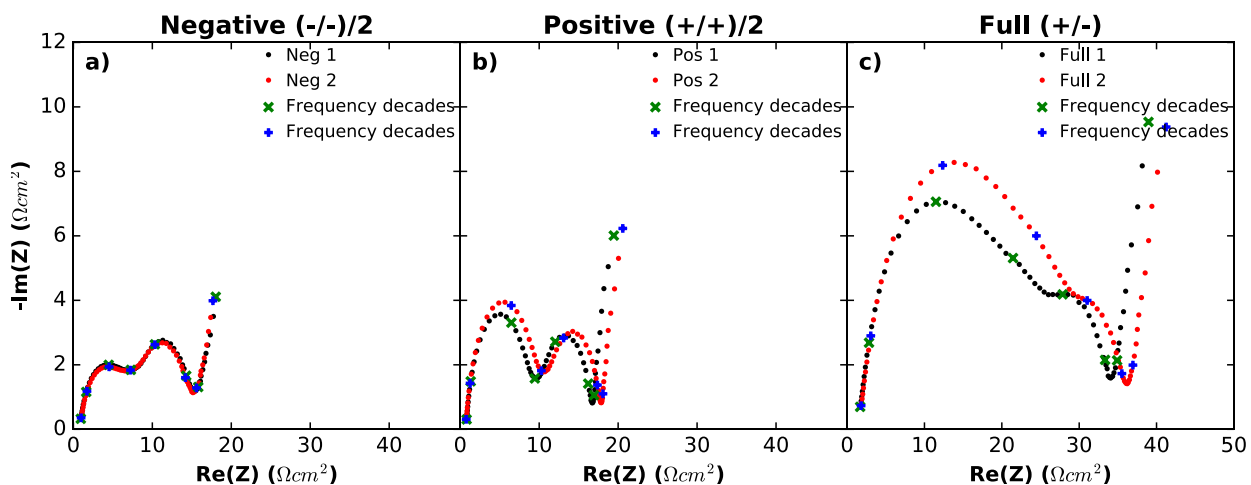 Negative (-/-)/2
Positive (+/+)/2
Full (+/-)
a)
Neg 1
Neg 2
Frequency decades
Frequency decades
b)
Pos 1
Pos 2
Frequency decades
Frequency decades
c)
Full 1
Full 2
Frequency decades
Frequency decades
-Im(Z) (Ωcm²)
12
10
8
6
4
2
0
0 10 20 30 40
0 10 20 30 40
0 10 20 30 40 50
Re(Z) (Ωcm²)
Re(Z) (Ωcm²)
Re(Z) (Ωcm²)